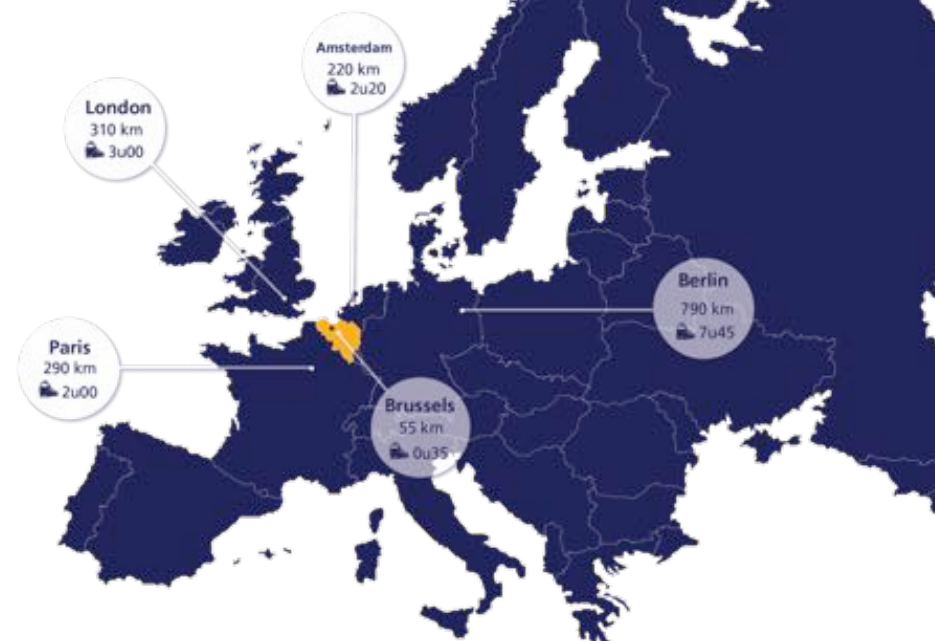 Amsterdam
220 km
2u20
London
310 km
3u00
Berlin
790 km
7u45
Paris
290 km
2u00
Brussels
55 km
0u35